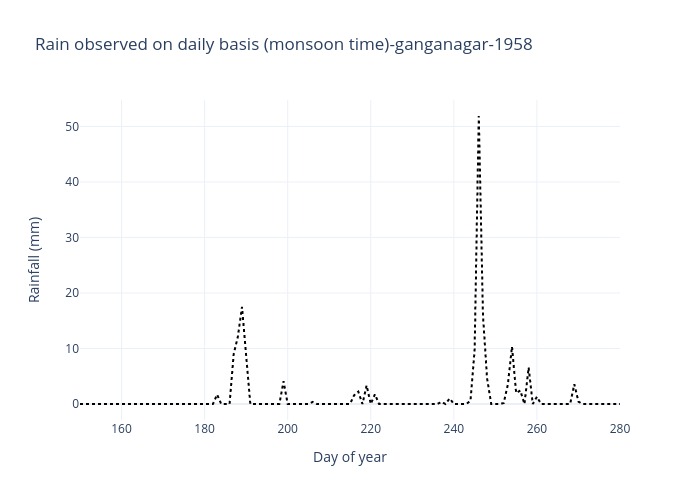 Rain observed on daily basis (monsoon time)-ganganagar-1958
Rainfall (mm)
50
40
30
20
10
0
160 180 200 220 240 260 280
Day of year